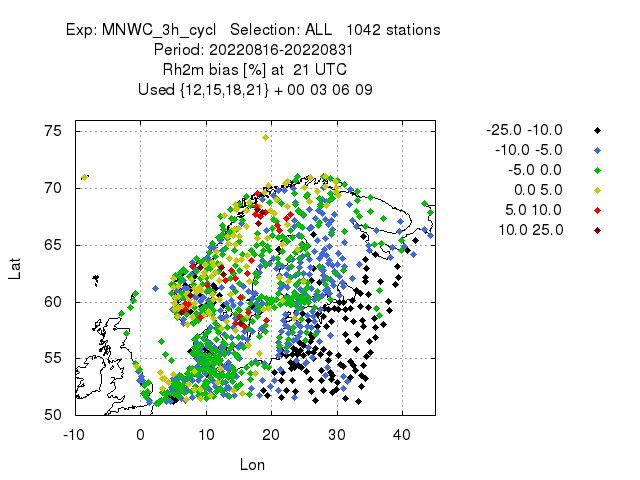 Exp: MNWC_3h_cycl   Selection: ALL   1042 stations
Period: 20220816-20220831
Rh2m bias [%] at  21 UTC
Used {12,15,18,21} + 00 03 06 09
-25.0 -10.0
-10.0 -5.0
-5.0 0.0
0.0 5.0
5.0 10.0
10.0 25.0
75
70
65
60
55
50
Lat
-10 0 10 20 30 40
Lon